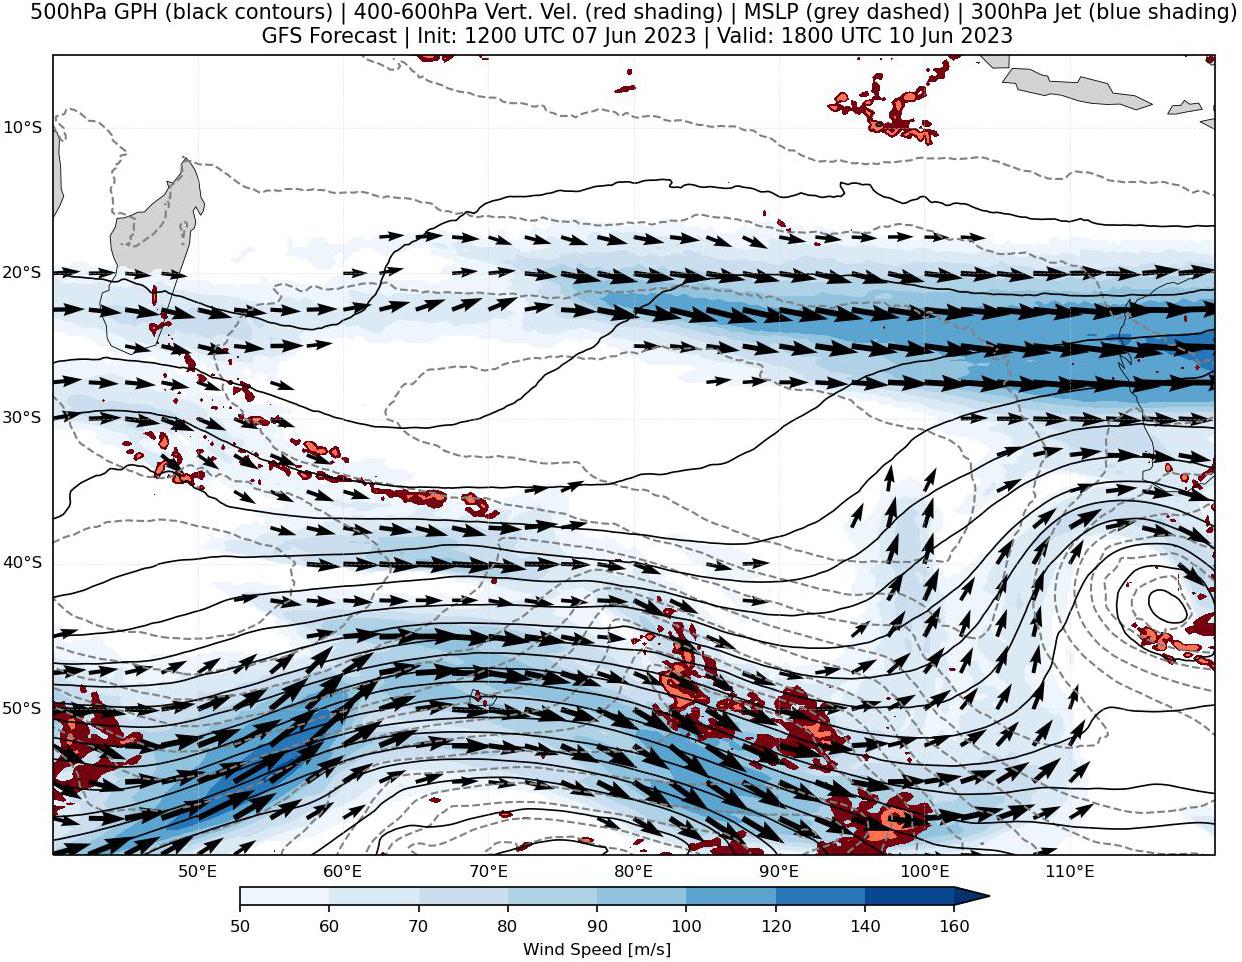 500hPa GPH (black contours) | 400-600hPa Vert. Vel. (red shading) | MSLP (grey dashed) | 300hPa Jet (blue shading)
GFS Forecast | Init: 1200 UTC 07 Jun 2023 | Valid: 1800 UTC 10 Jun 2023
10°S
20°S
30°S
40°S
50°S
50°E 60°E 70°E 80°E 90°E 100°E 110°E
50 60 70 80 90 100 120 140 160
Wind Speed [m/s]